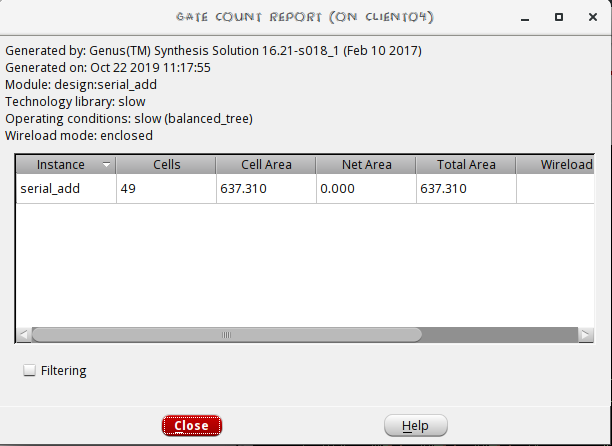 GATE COUNT REPORT (ON CLIENT04)
Generated by: Genus(TM) Synthesis Solution 16.21-s018_1 (Feb 10 2017)
Generated on: Oct 22 2019 11:17:55
Module: design:serial_add
Technology library: slow
Operating conditions: slow (balanced_tree)
Wireload mode: enclosed
Instance Cells Cell Area Net Area Total Area Wireload
serial_add 49 637.310 0.000 637.310
Filtering
Close Help